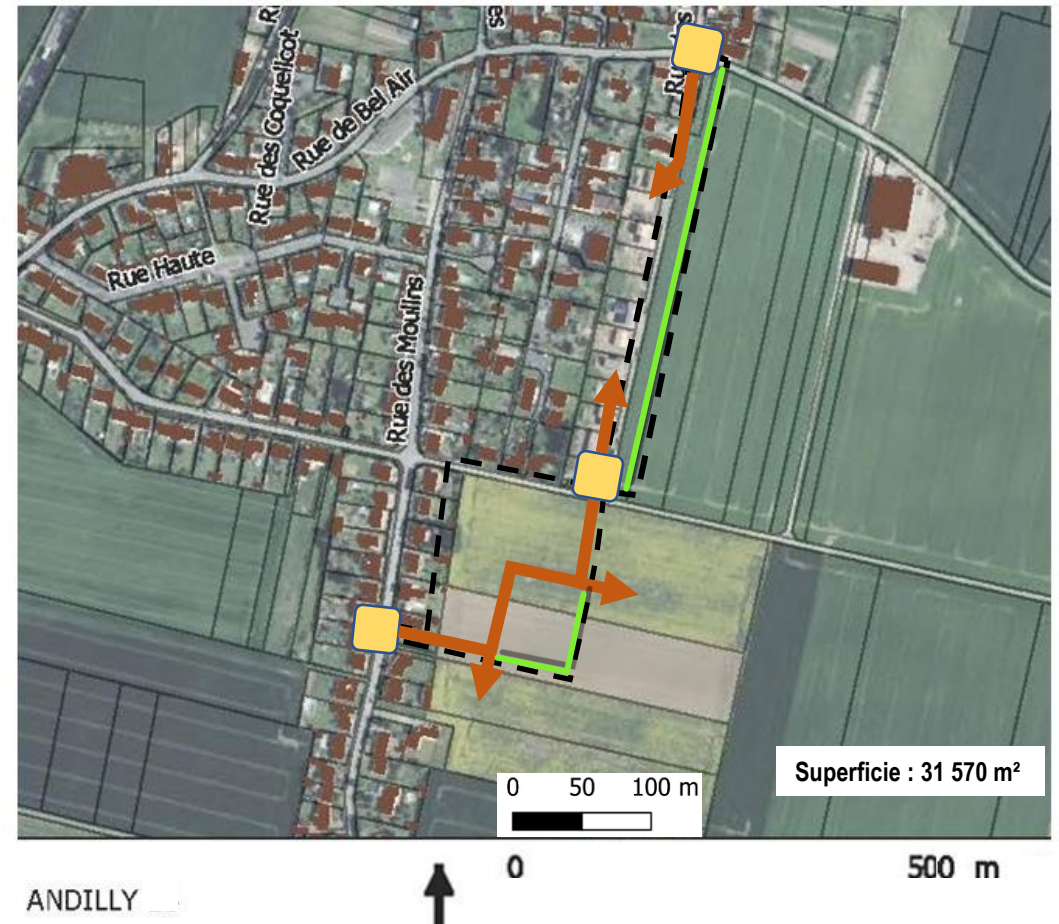 Rue des Coquelicot
Rue de Bel Air
Rue Haute
Rue des Moulins
Superficie : 31 570 m²
0 50 100 m
0 500 m
ANDILLY